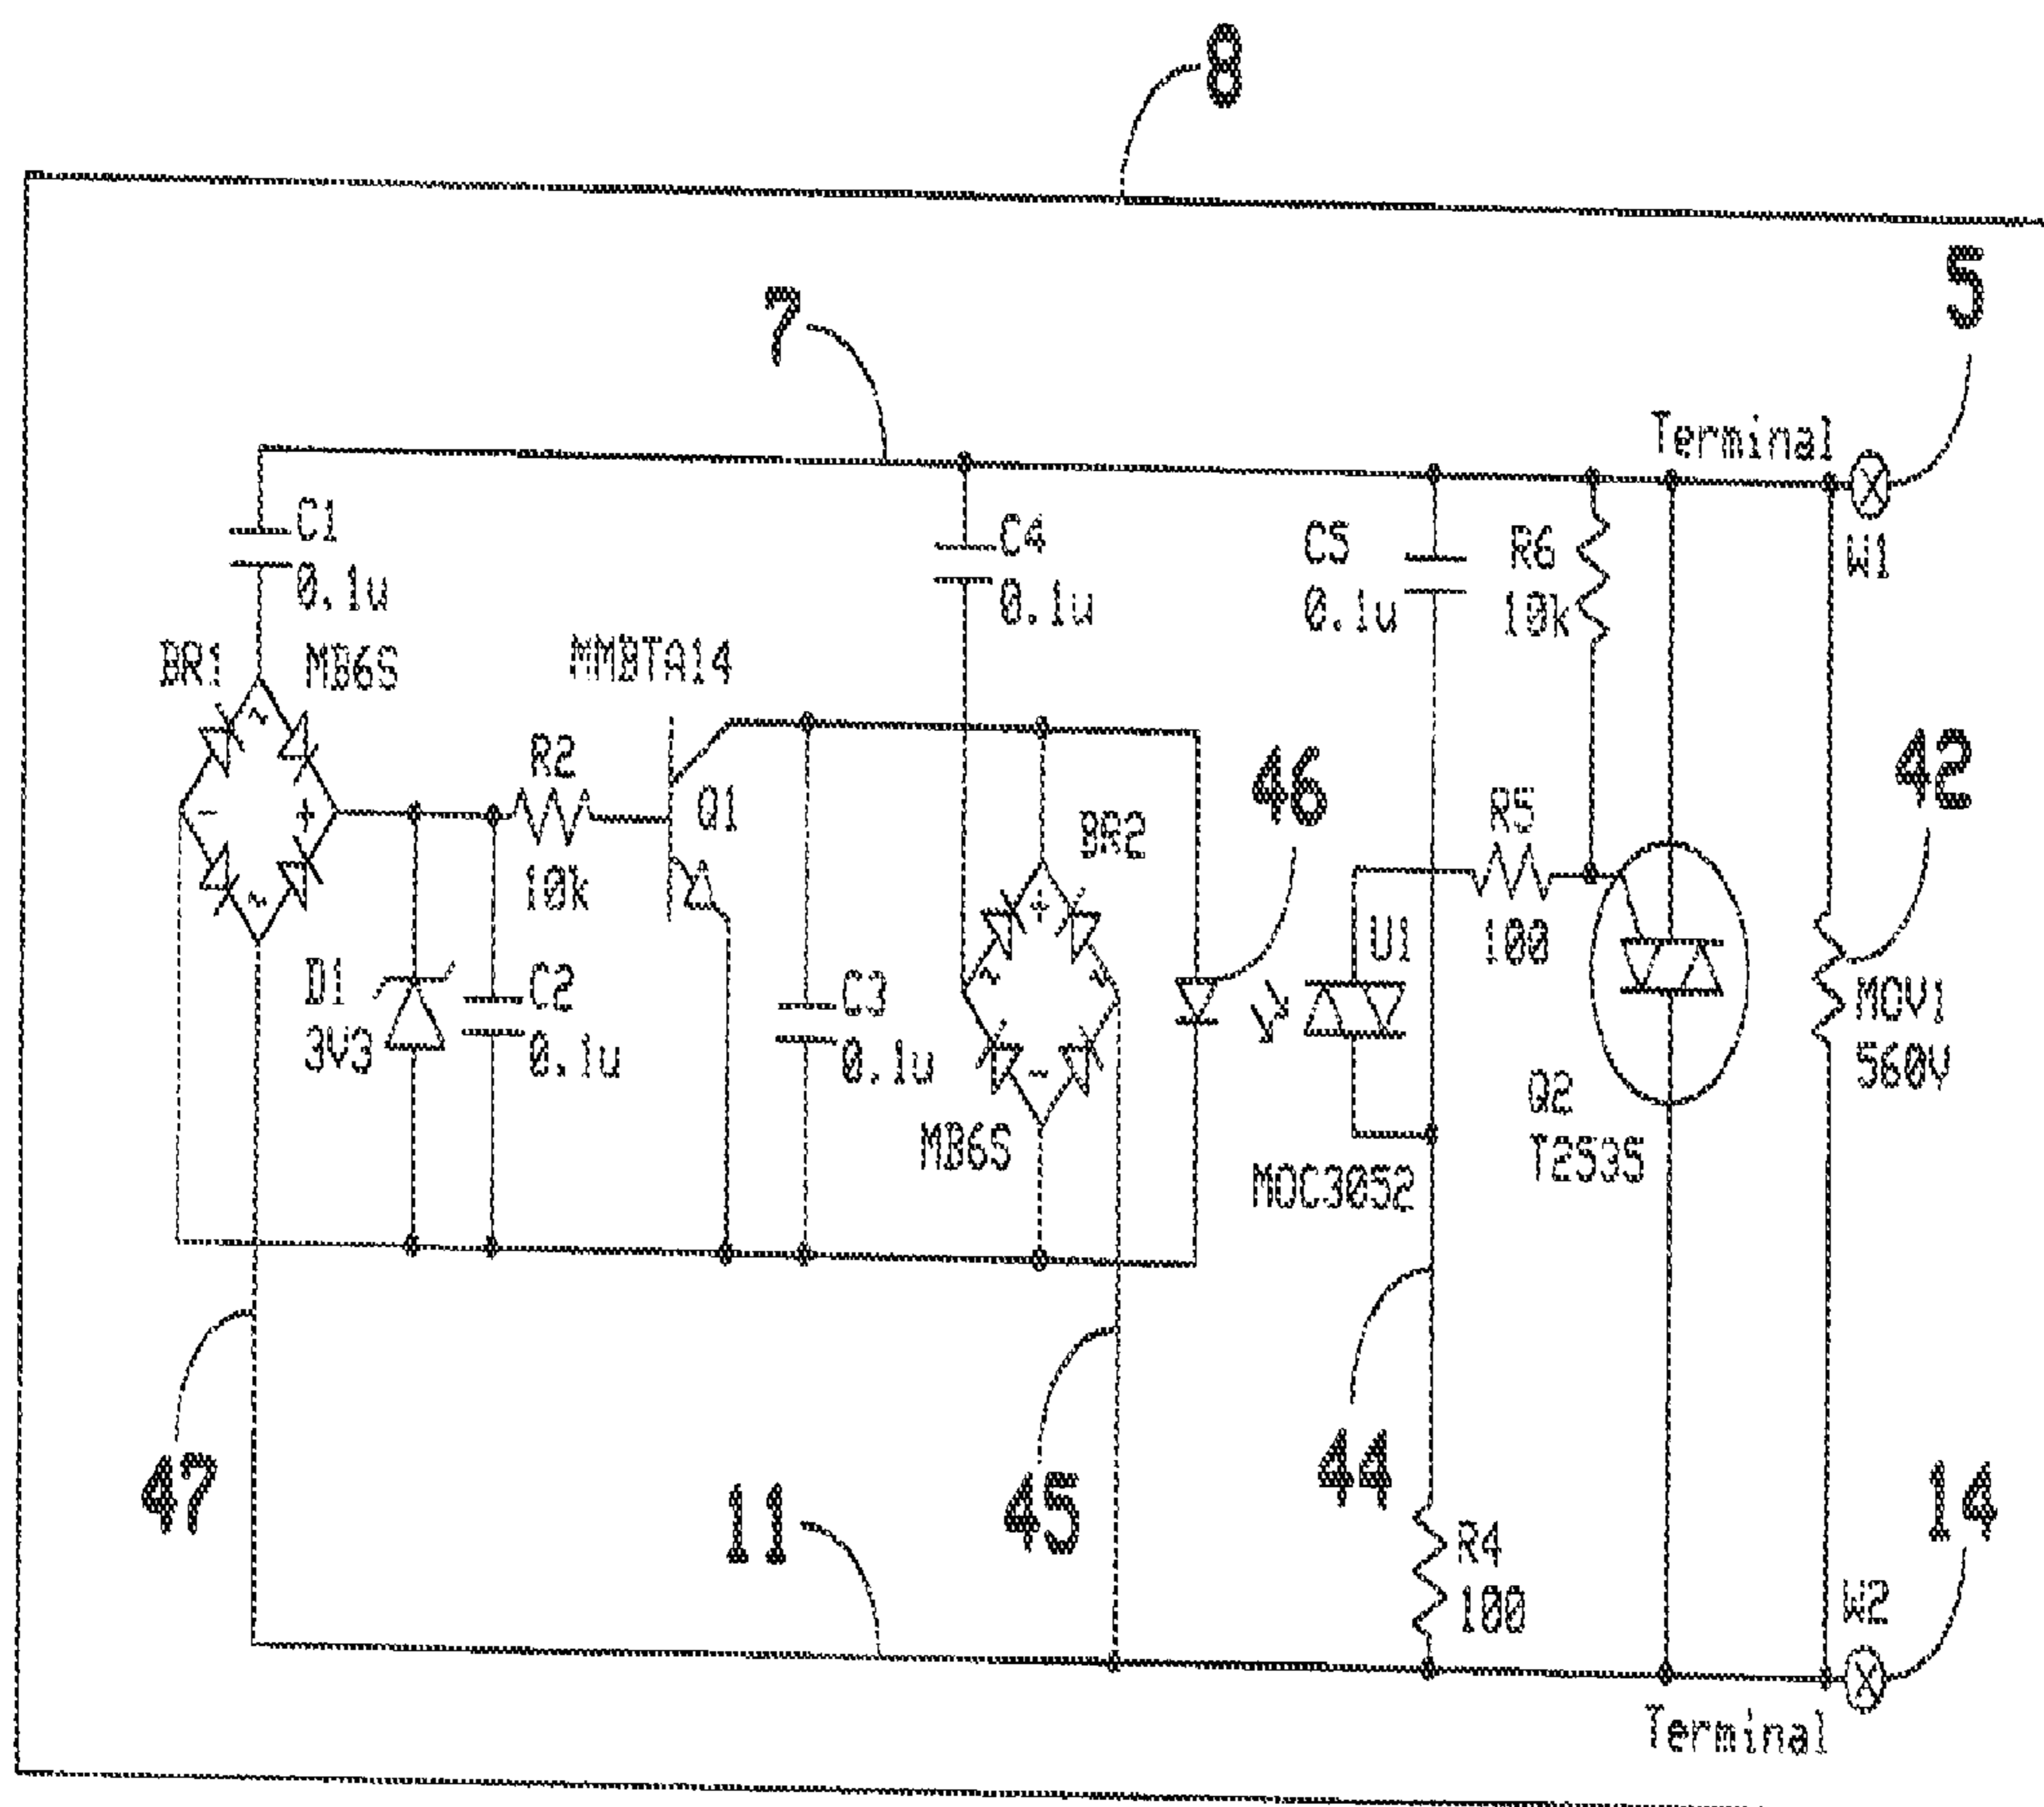 8
5
7
Terminal
W1
C1
0.1u
C4
0.1u
C5
0.1u
R6
10k
BR1
MB6S
MMBTA14
~
-
+
~
R2
10k
Q1
46
42
BR2
+
~
~
-
MB6S
R5
100
U1
D1
3V3
C2
0.1u
C3
0.1u
MOV1
560V
Q2
T2535
MOC3052
47
11
45
44
R4
100
14
W2
Terminal